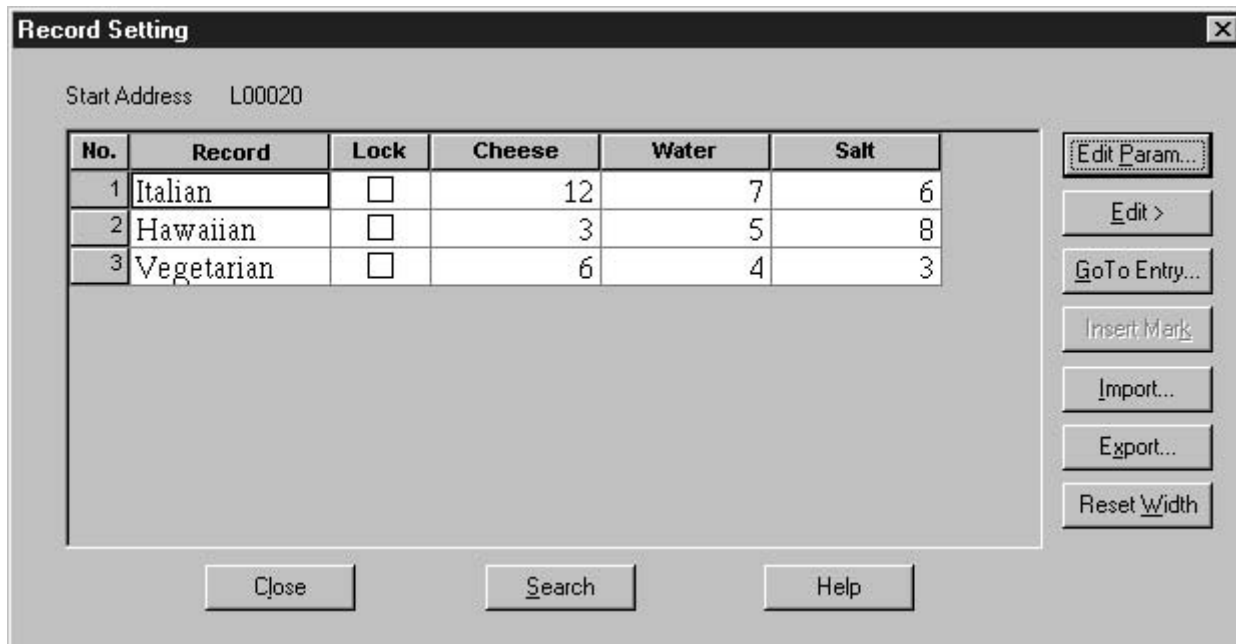 Record Setting
Start Address L00020
No. Record Lock Cheese Water Salt
1 Italian 12 7 6
2 Hawaiian 3 5 8
3 Vegetarian 6 4 3
Edit Param...
Edit >
GoTo Entry...
Insert Mark
Import...
Export...
Reset Width
Close Search Help